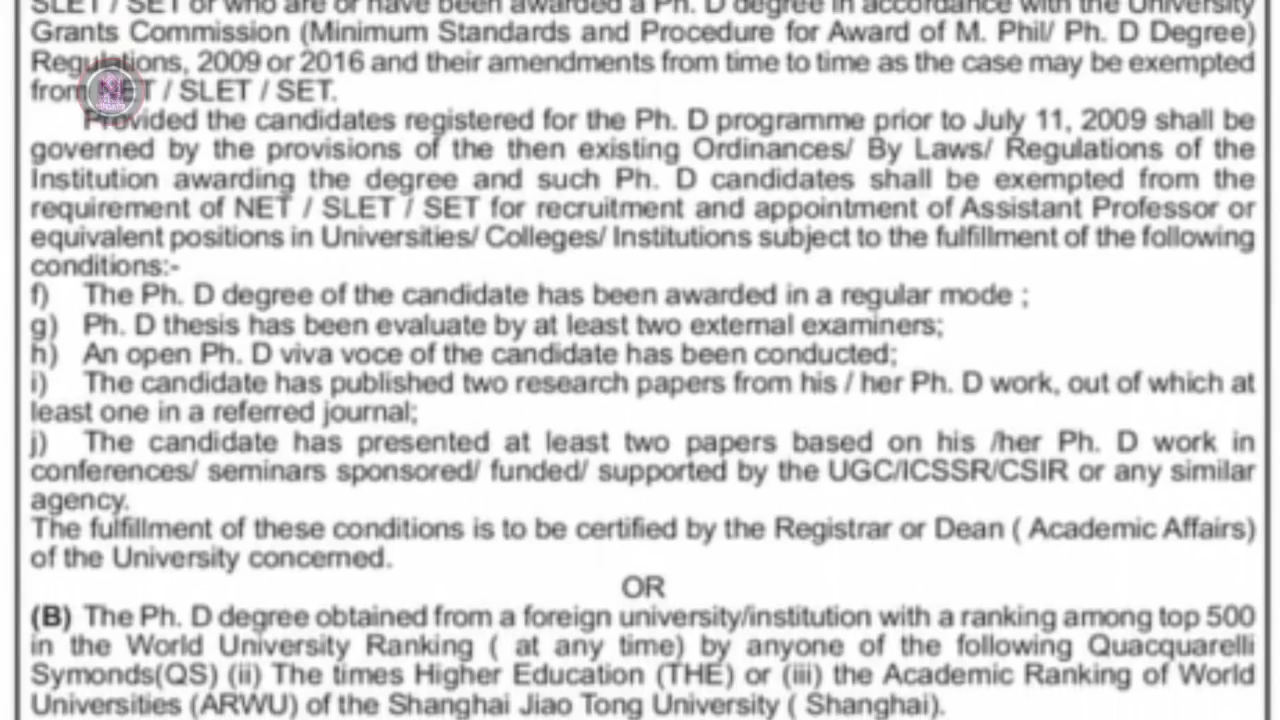 SLET / SET or who are or have been awarded a Ph. D degree in accordance with the University
Grants Commission (Minimum Standards and Procedure for Award of M. Phil/ Ph. D Degree)
Regulations, 2009 or 2016 and their amendments from time to time as the case may be exempted
from NET / SLET / SET.
Provided the candidates registered for the Ph. D programme prior to July 11, 2009 shall be
governed by the provisions of the then existing Ordinances/ By Laws/ Regulations of the
Institution awarding the degree and such Ph. D candidates shall be exempted from the
requirement of NET / SLET / SET for recruitment and appointment of Assistant Professor or
equivalent positions in Universities/ Colleges/ Institutions subject to the fulfillment of the following
conditions:-
f) The Ph. D degree of the candidate has been awarded in a regular mode ;
g) Ph. D thesis has been evaluate by at least two external examiners;
h) An open Ph. D viva voce of the candidate has been conducted;
i) The candidate has published two research papers from his / her Ph. D work, out of which at
least one in a referred journal;
j) The candidate has presented at least two papers based on his /her Ph. D work in
conferences/ seminars sponsored/ funded/ supported by the UGC/ICSSR/CSIR or any similar
agency.
The fulfillment of these conditions is to be certified by the Registrar or Dean ( Academic Affairs)
of the University concerned.
OR
(B) The Ph. D degree obtained from a foreign university/institution with a ranking among top 500
in the World University Ranking ( at any time) by anyone of the following Quacquarelli
Symonds(QS) (ii) The times Higher Education (THE) or (iii) the Academic Ranking of World
Universities (ARWU) of the Shanghai Jiao Tong University ( Shanghai).